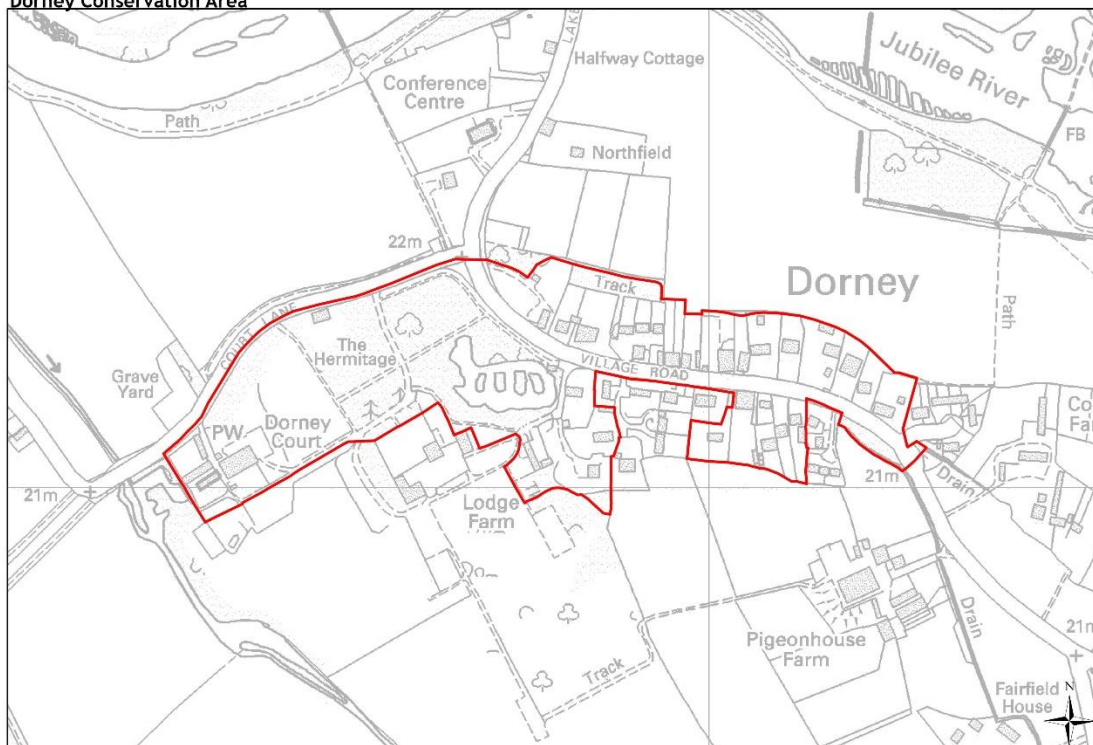 Dorney Conservation Area
LAKE
Halfway Cottage
Jubilee River
Conference
Centre
Path
FB
Northfield
22m
Track
Dorney
Path
COURT LANE
The
Hermitage
VILLAGE ROAD
Grave
Yard
PW
Dorney
Court
21m
21m
Drain
Lodge
Farm
Pigeonhouse
Farm
Drain
21m
Track
Fairfield
House
N